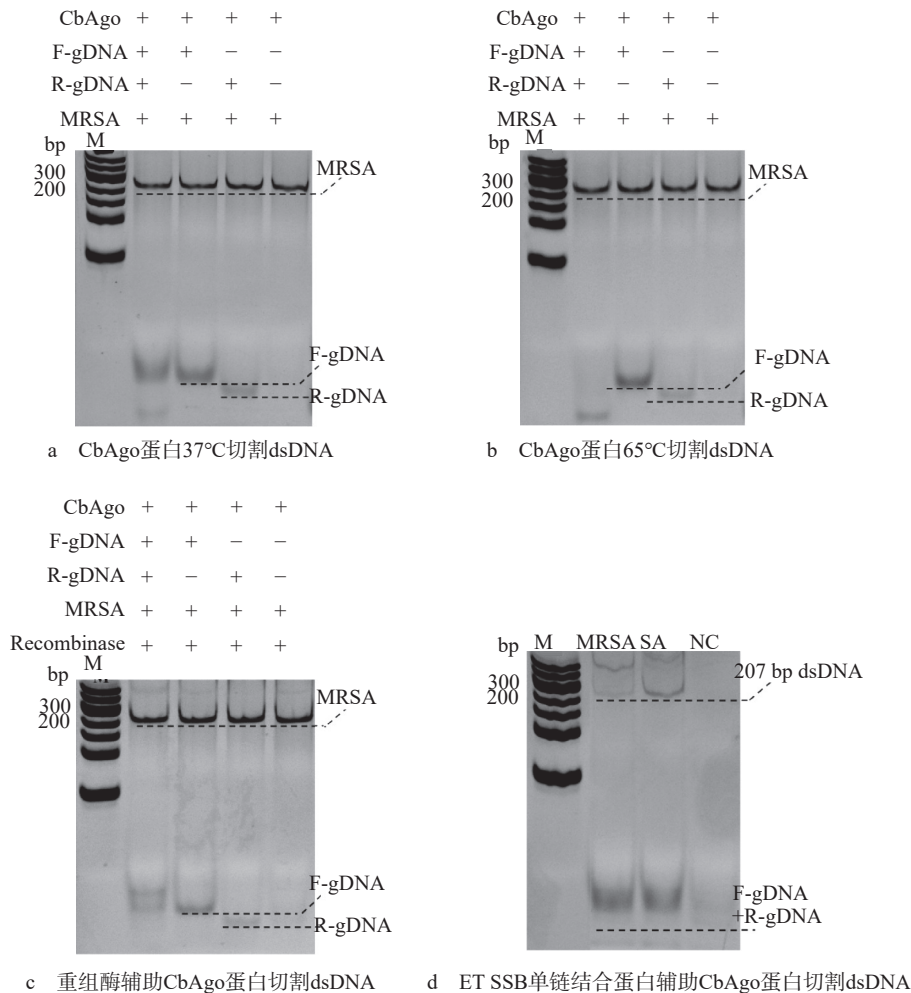 CbAgo + + + +
F-gDNA + + − −
R-gDNA + − + −
MRSA + + + +
bp M
300
200
MRSA
F-gDNA
R-gDNA
a CbAgo蛋白37℃切割dsDNA
CbAgo + + + +
F-gDNA + + − −
R-gDNA + − + −
MRSA + + + +
bp M
300
200
MRSA
F-gDNA
R-gDNA
b CbAgo蛋白65℃切割dsDNA
CbAgo + + + +
F-gDNA + + − −
R-gDNA + − + −
MRSA + + + +
Recombinase + + + +
bp M
300
200
MRSA
F-gDNA
R-gDNA
c 重组酶辅助CbAgo蛋白切割dsDNA
bp M MRSA SA NC
300
200
207 bp dsDNA
F-gDNA
+R-gDNA
d ET SSB单链结合蛋白辅助CbAgo蛋白切割dsDNA